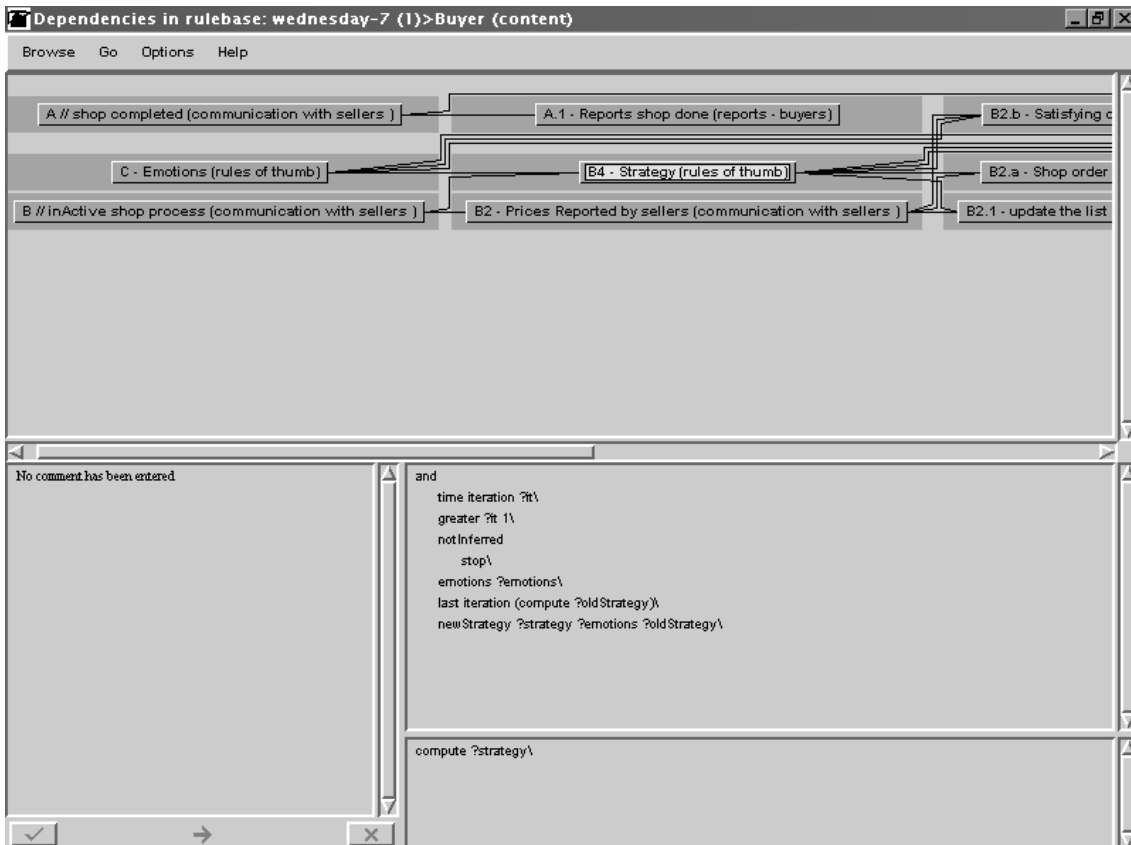 Dependencies in rulebase: wednesday-7 (1)>Buyer (content)
Browse Go Options Help
A // shop completed (communication with sellers )
A.1 - Reports shop done (reports - buyers)
B2.b - Satisfying
C - Emotions (rules of thumb)
B4 - Strategy (rules of thumb)
B2.a - Shop order
B // inActive shop process (communication with sellers )
B2 - Prices Reported by sellers (communication with sellers )
B2.1 - update the list
No comment has been entered
and
time iteration ?it\
greater ?it 1\
notInferred
stop\
emotions ?emotions\
last iteration (compute ?oldStrategy)\
newStrategy ?strategy ?emotions ?oldStrategy\
compute ?strategy\